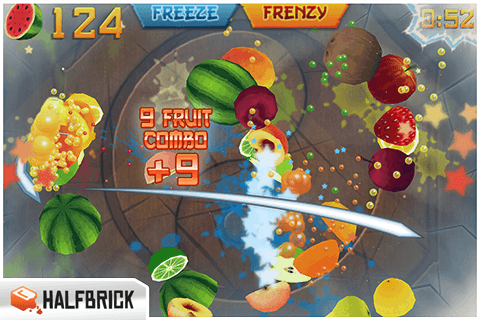 124
FREEZE
FRENZY
0:52
9 FRUIT
COMBO
+9
HALFBRICK